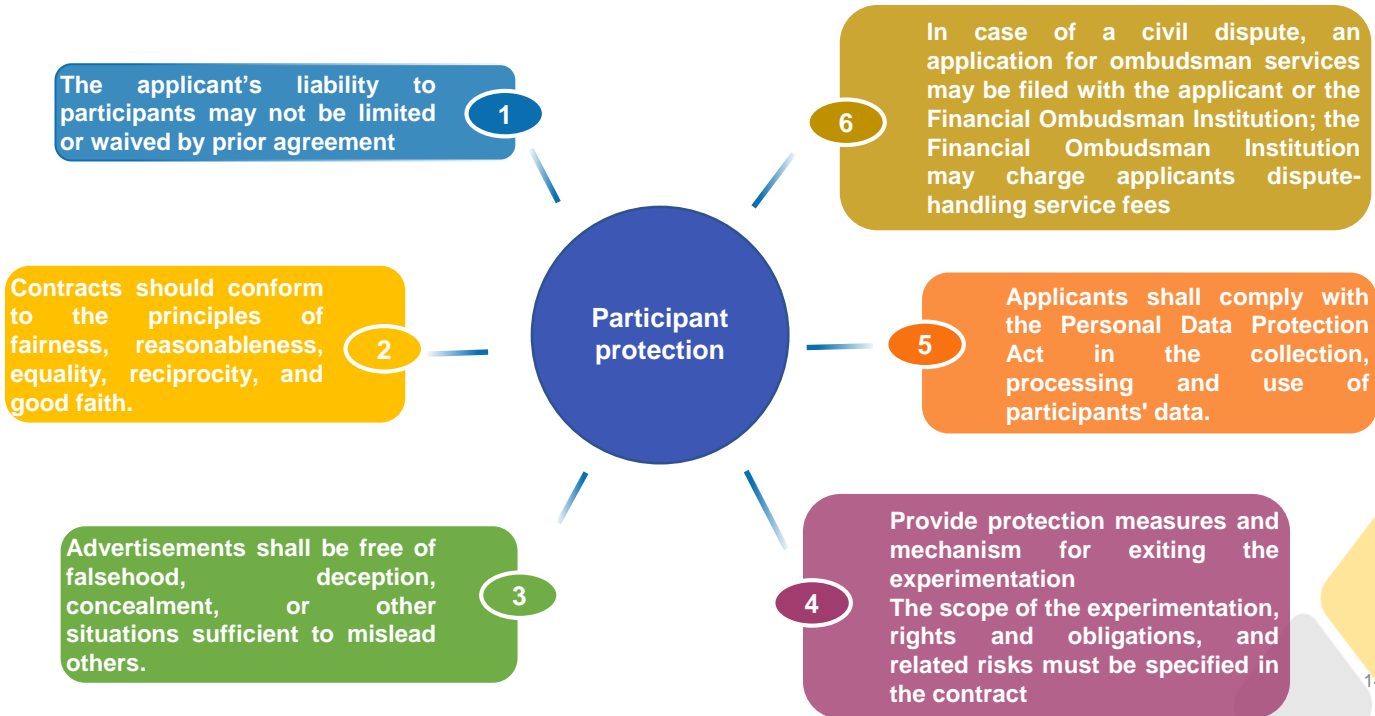 The applicant's liability to
participants may not be limited
or waived by prior agreement
1
Contracts should conform
to the principles of
fairness, reasonableness,
equality, reciprocity, and
good faith.
2
Advertisements shall be free of
falsehood, deception,
concealment, or other
situations sufficient to mislead
others.
3
Participant
protection
4
Provide protection measures and
mechanism for exiting the
experimentation
The scope of the experimentation,
rights and obligations, and
related risks must be specified in
the contract
5
Applicants shall comply with
the Personal Data Protection
Act in the collection,
processing and use of
participants' data.
6
In case of a civil dispute, an
application for ombudsman services
may be filed with the applicant or the
Financial Ombudsman Institution; the
Financial Ombudsman Institution
may charge applicants dispute-
handling service fees